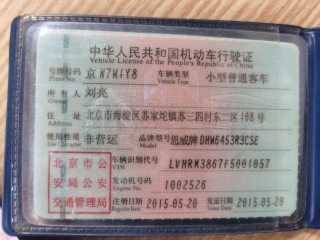 中华人民共和国机动车行驶证
Vehicle License of the People's Republic of China
号牌号码 京N7WIY8 车辆类型 小型普通客车
Plate No. Vehicle Type
所有人 刘亮
Owner
住址 北京市海淀区苏家坨镇苏三四村东二区168号
Address
使用性质 非营运 品牌型号 思威牌DHW6453R3CSE
北京市公安局公安交通管理局
车辆识别代号 LVHRM3867F5001057
VIN
发动机号码 1002526
Engine No.
注册日期 2015-05-20 发证日期 2015-05-20
Register Date Issue Date